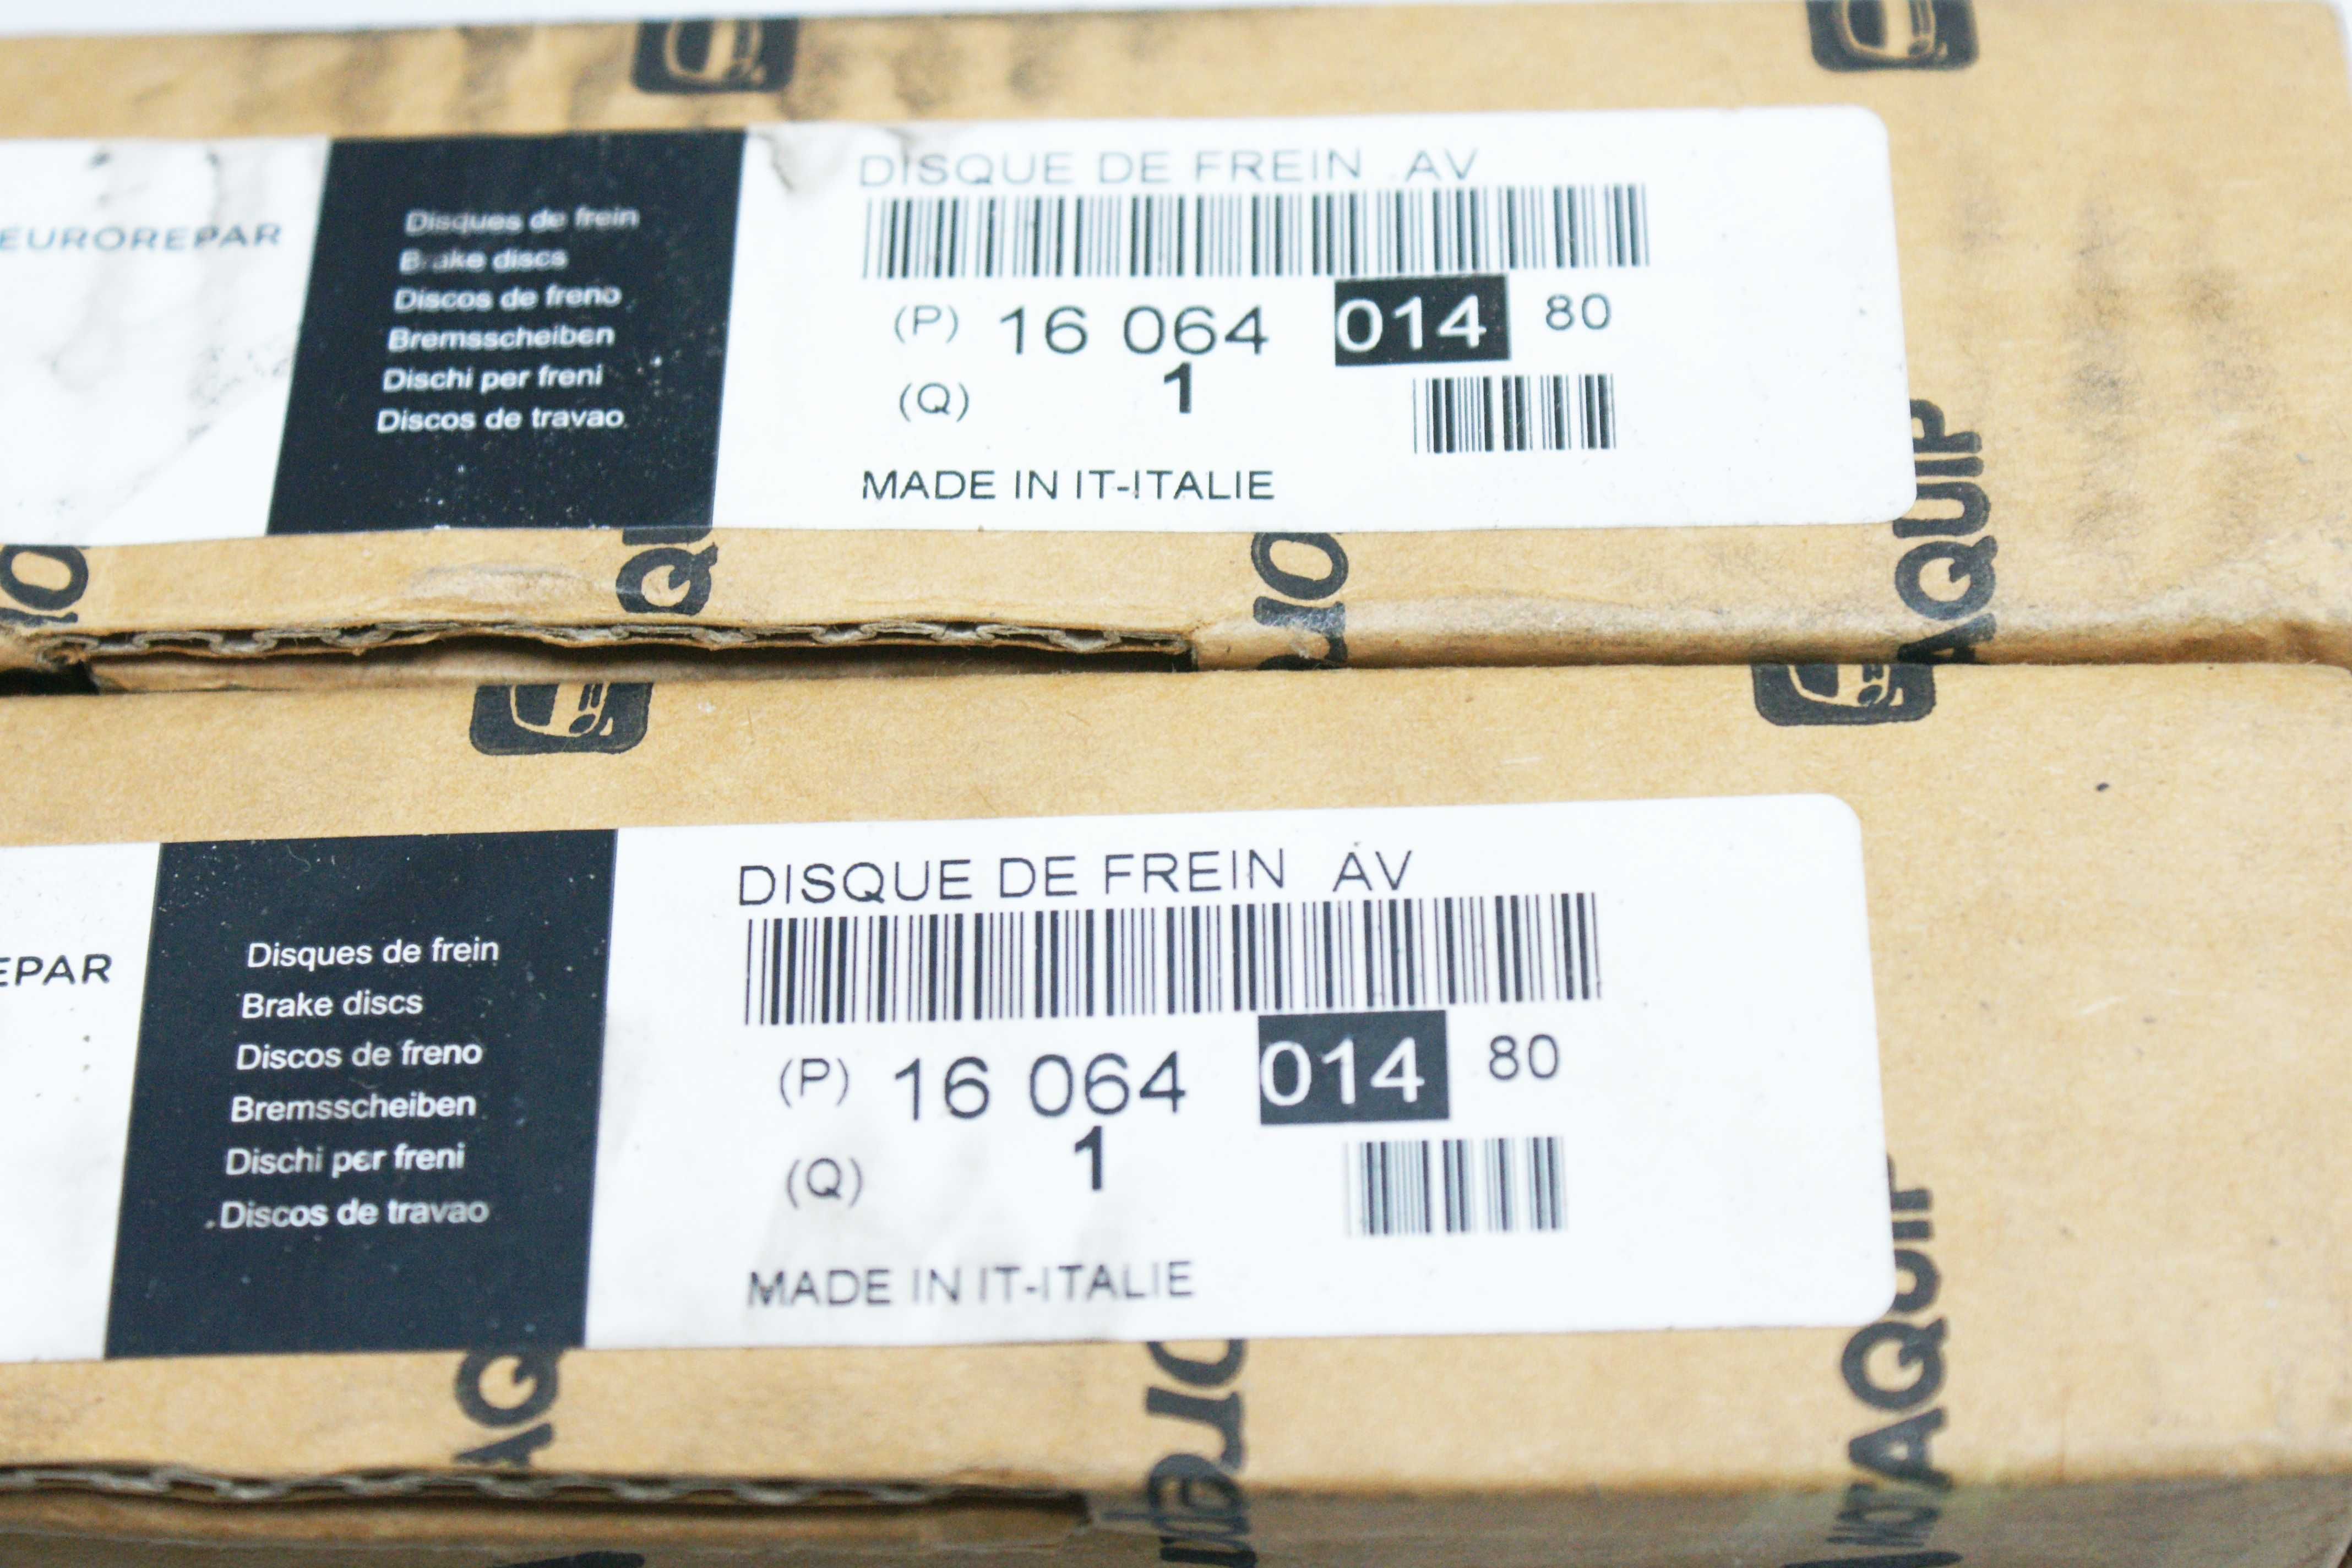 EUROREPAR
Disques de frein
Brake discs
Discos de freno
Bremsscheiben
Dischi per freni
Discos de travao
DISQUE DE FREIN AV
(P) 16 064 014 80
(Q) 1
MADE IN IT-ITALIE
QUIP
EPAR
Disques de frein
Brake discs
Discos de freno
Bremsscheiben
Dischi per freni
Discos de travao
DISQUE DE FREIN AV
(P) 16 064 014 80
(Q) 1
MADE IN IT-ITALIE
AQ
AQUIP